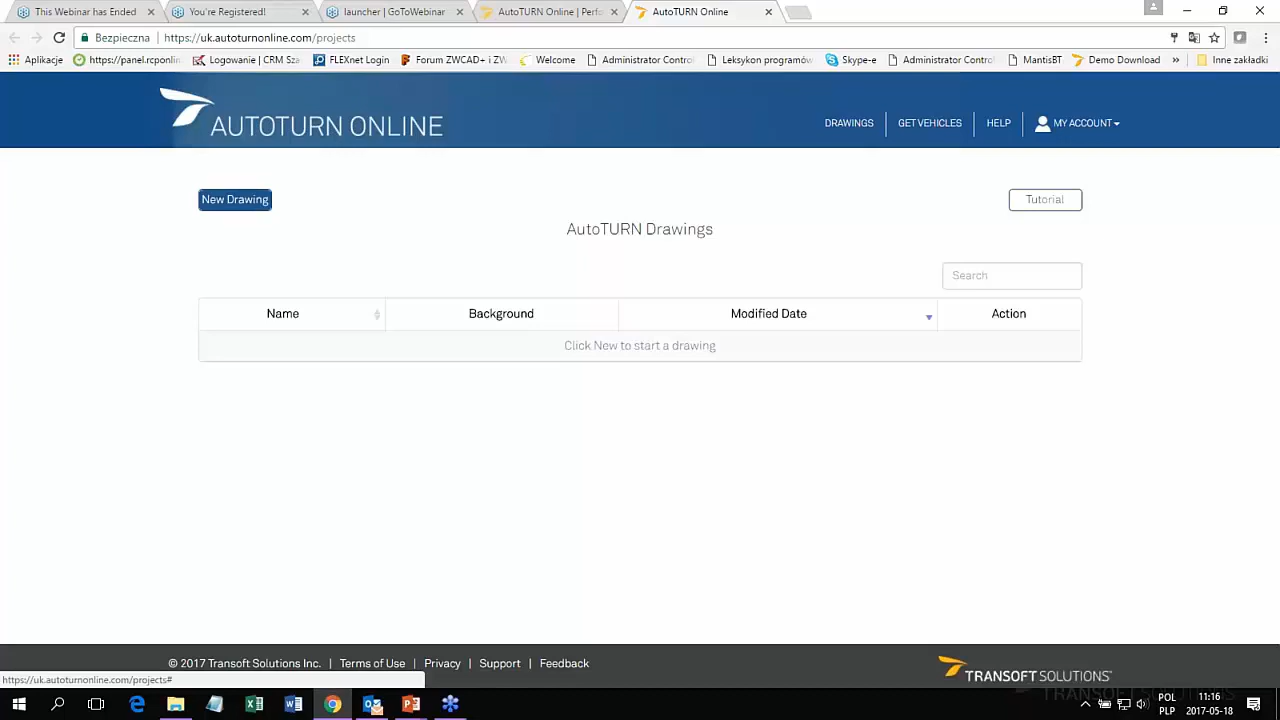 This Webinar has Ended
You're Registered!
launcher | GoToWebinar
AutoTURN Online | Perfo
AutoTURN Online
Bezpieczna
https://uk.autoturnonline.com/projects
Aplikacje
https://panel.rcponlin
Logowanie | CRM Sza
FLEXnet Login
Forum ZWCAD+ i ZW
Welcome
Administrator Contro
Leksykon programów
Skype-e
Administrator Contro
MantisBT
Demo Download
»
Inne zakładki
AUTOTURN ONLINE
DRAWINGS
GET VEHICLES
HELP
MY ACCOUNT
New Drawing
Tutorial
AutoTURN Drawings
Search
Name
Background
Modified Date
Action
Click New to start a drawing
© 2017 Transoft Solutions Inc. | Terms of Use | Privacy | Support | Feedback
TRANSOFT SOLUTIONS
https://uk.autoturnonline.com/projects#
TRANSOFT SOLUTIONS
POL
PLP
11:16
2017-05-18